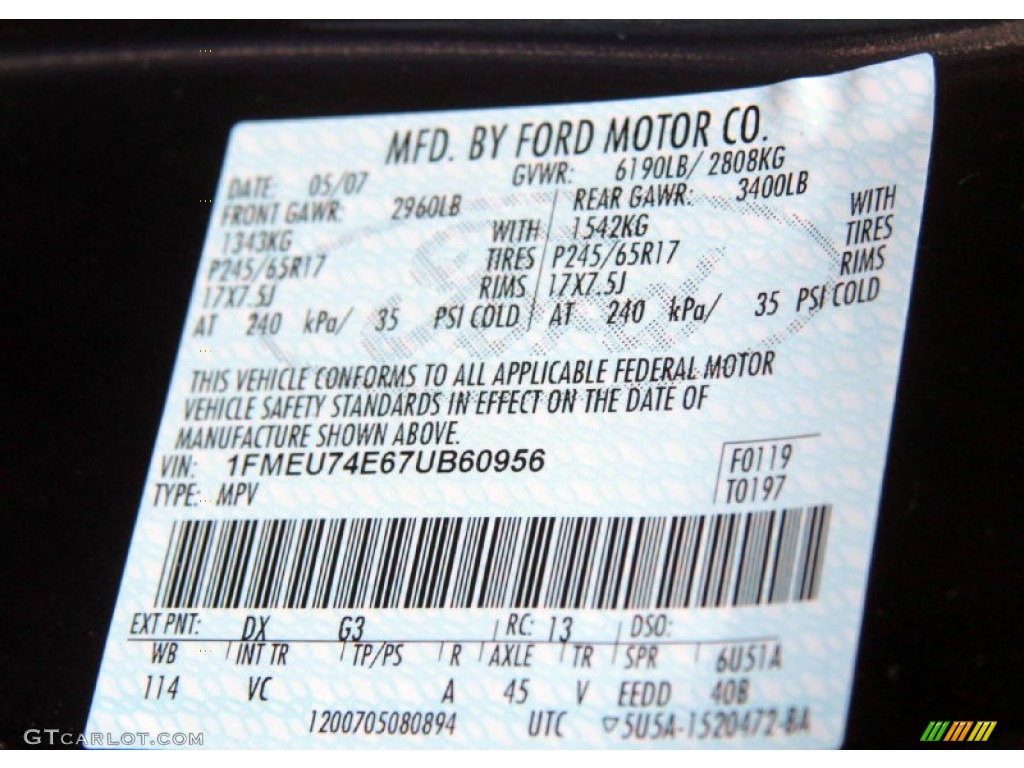 MFD. BY FORD MOTOR CO.
DATE: 05/07 GVWR: 6190LB/ 2808KG
FRONT GAWR: 2960LB REAR GAWR: 3400LB
1343KG WITH 1542KG WITH
P245/65R17 TIRES P245/65R17 TIRES
17X7.5J RIMS 17X7.5J RIMS
AT 240 kPa/ 35 PSI COLD AT 240 kPa/ 35 PSI COLD
THIS VEHICLE CONFORMS TO ALL APPLICABLE FEDERAL MOTOR
VEHICLE SAFETY STANDARDS IN EFFECT ON THE DATE OF
MANUFACTURE SHOWN ABOVE.
VIN: 1FMEU74E67UB60956 F0119
TYPE: MPV T0197
EXT PNT: DX G3 RC: 13 DSO:
WB INT TR TP/PS R AXLE TR SPR 6U51A
114 VC A 45 V EEDD 40B
1200705080894 UTC ▽5U5A-1520472-BA
GTCARLOT.COM